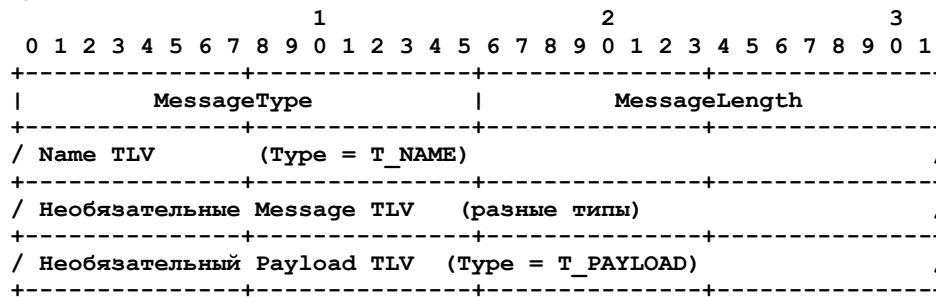 1                   2                   3
 0 1 2 3 4 5 6 7 8 9 0 1 2 3 4 5 6 7 8 9 0 1 2 3 4 5 6 7 8 9 0 1
+---------------+---------------+---------------+---------------
|         MessageType           |         MessageLength
+---------------+---------------+---------------+---------------
/ Name TLV       (Type = T_NAME)                                /
+---------------+---------------+---------------+---------------
/ Необязательные Message TLV   (разные типы)                    /
+---------------+---------------+---------------+---------------
/ Необязательный Payload TLV  (Type = T_PAYLOAD)                /
+---------------+---------------+---------------+---------------